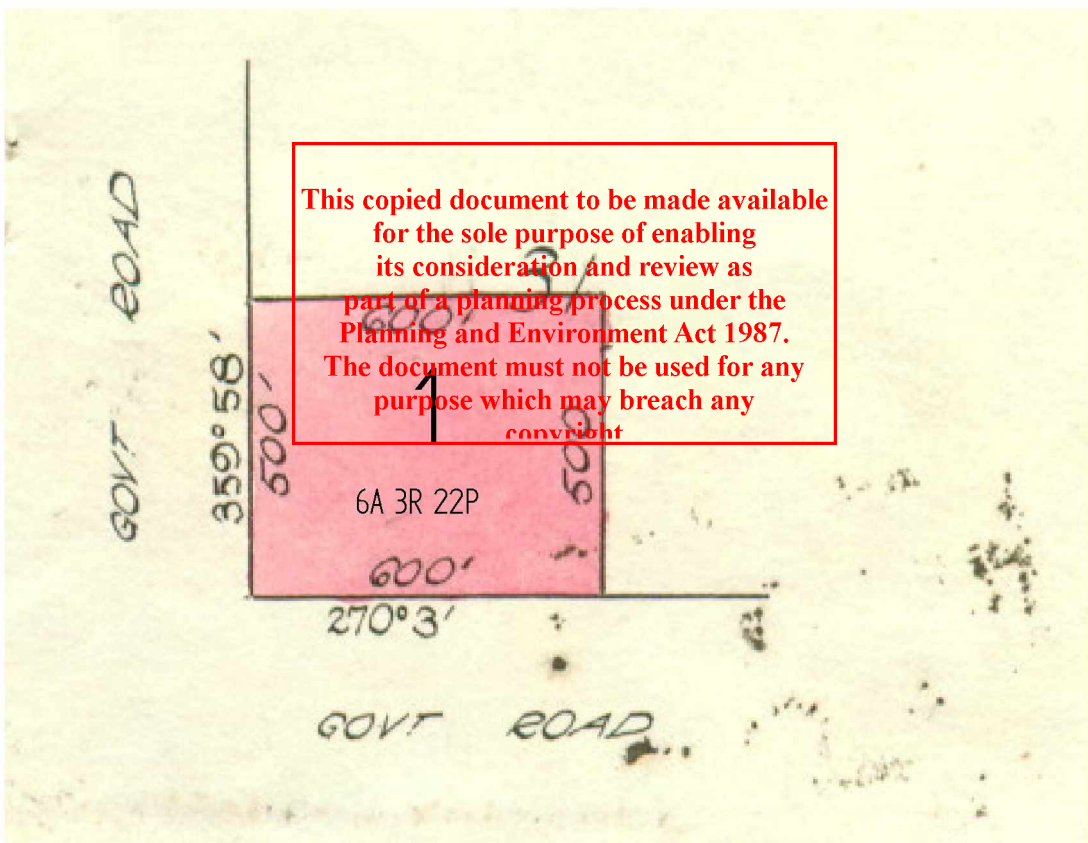 This copied document to be made available
for the sole purpose of enabling
its consideration and review as
part of a planning process under the
Planning and Environment Act 1987.
The document must not be used for any
purpose which may breach any
copyright
3
600'
1
GOVT ROAD
359°58'
500'
500'
6A 3R 22P
600'
270°3'
GOVT ROAD